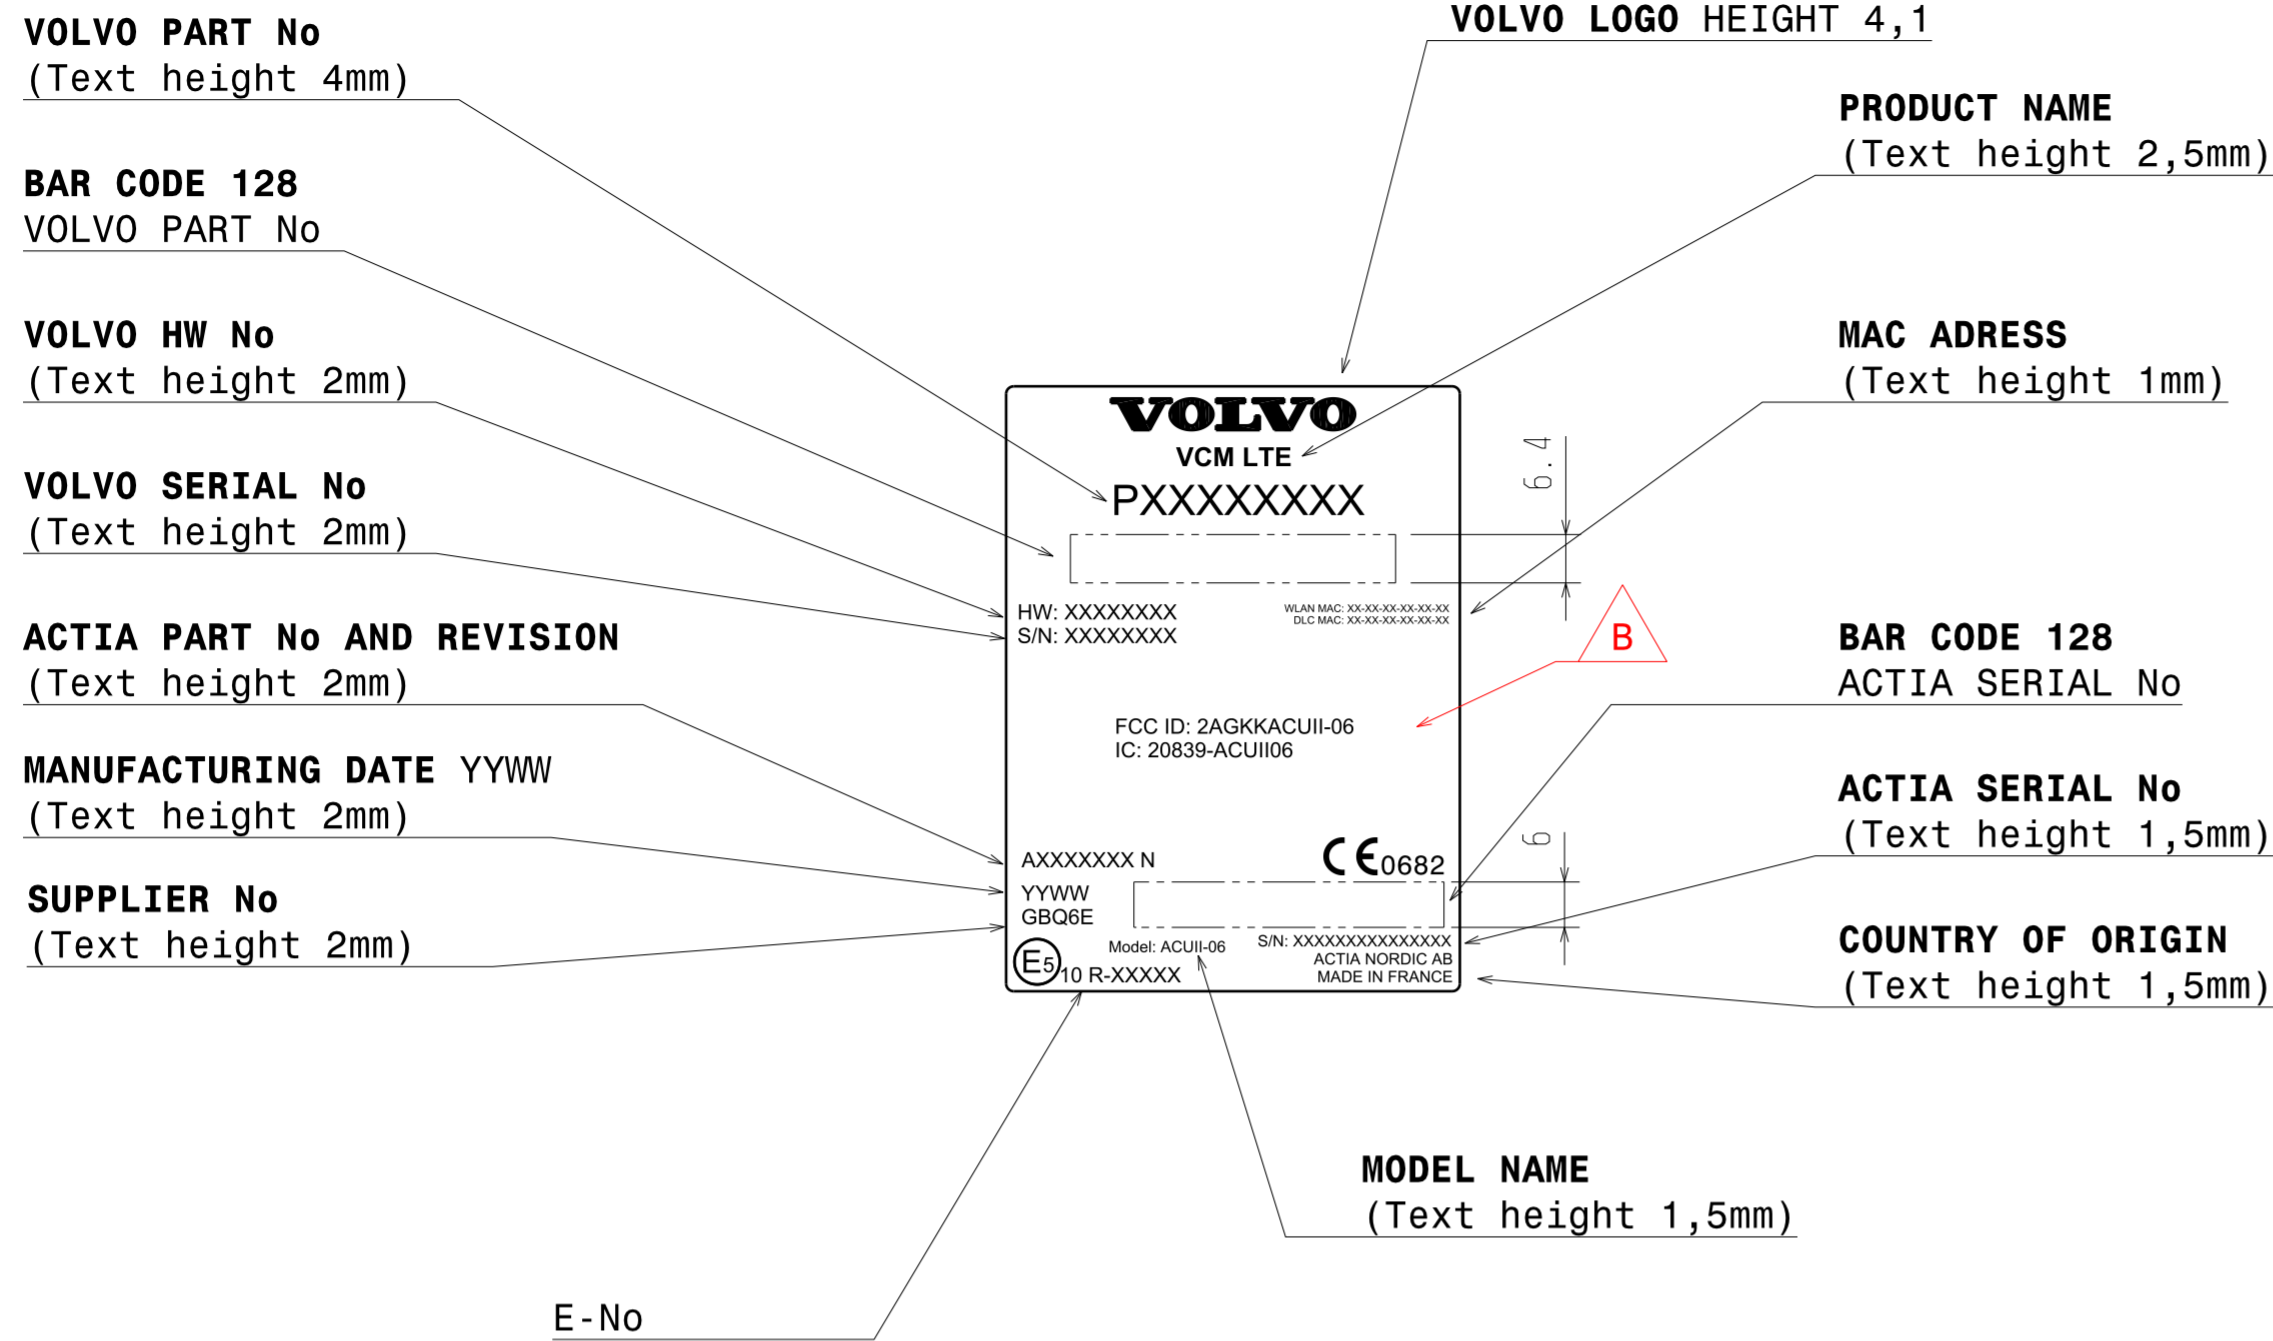 VOLVO PART No
(Text height 4mm)
BAR CODE 128
VOLVO PART No
VOLVO HW No
(Text height 2mm)
VOLVO SERIAL No
(Text height 2mm)
ACTIA PART No AND REVISION
(Text height 2mm)
MANUFACTURING DATE YYWW
(Text height 2mm)
SUPPLIER No
(Text height 2mm)
E-No
VOLVO LOGO HEIGHT 4,1
VOLVO
VCM LTE
PXXXXXXXX
HW: XXXXXXXX
S/N: XXXXXXXX
WLAN MAC: XX-XX-XX-XX-XX-XX
DLC MAC: XX-XX-XX-XX-XX-XX
FCC ID: 2AGKKACUII-06
IC: 20839-ACUII06
AXXXXXXX N
CE 0682
YYWW
GBQ6E
Model: ACUII-06
S/N: XXXXXXXXXXXXXXX
ACTIA NORDIC AB
MADE IN FRANCE
E5 10 R-XXXXX
6.4
B
6
PRODUCT NAME
(Text height 2,5mm)
MAC ADRESS
(Text height 1mm)
BAR CODE 128
ACTIA SERIAL No
ACTIA SERIAL No
(Text height 1,5mm)
COUNTRY OF ORIGIN
(Text height 1,5mm)
MODEL NAME
(Text height 1,5mm)